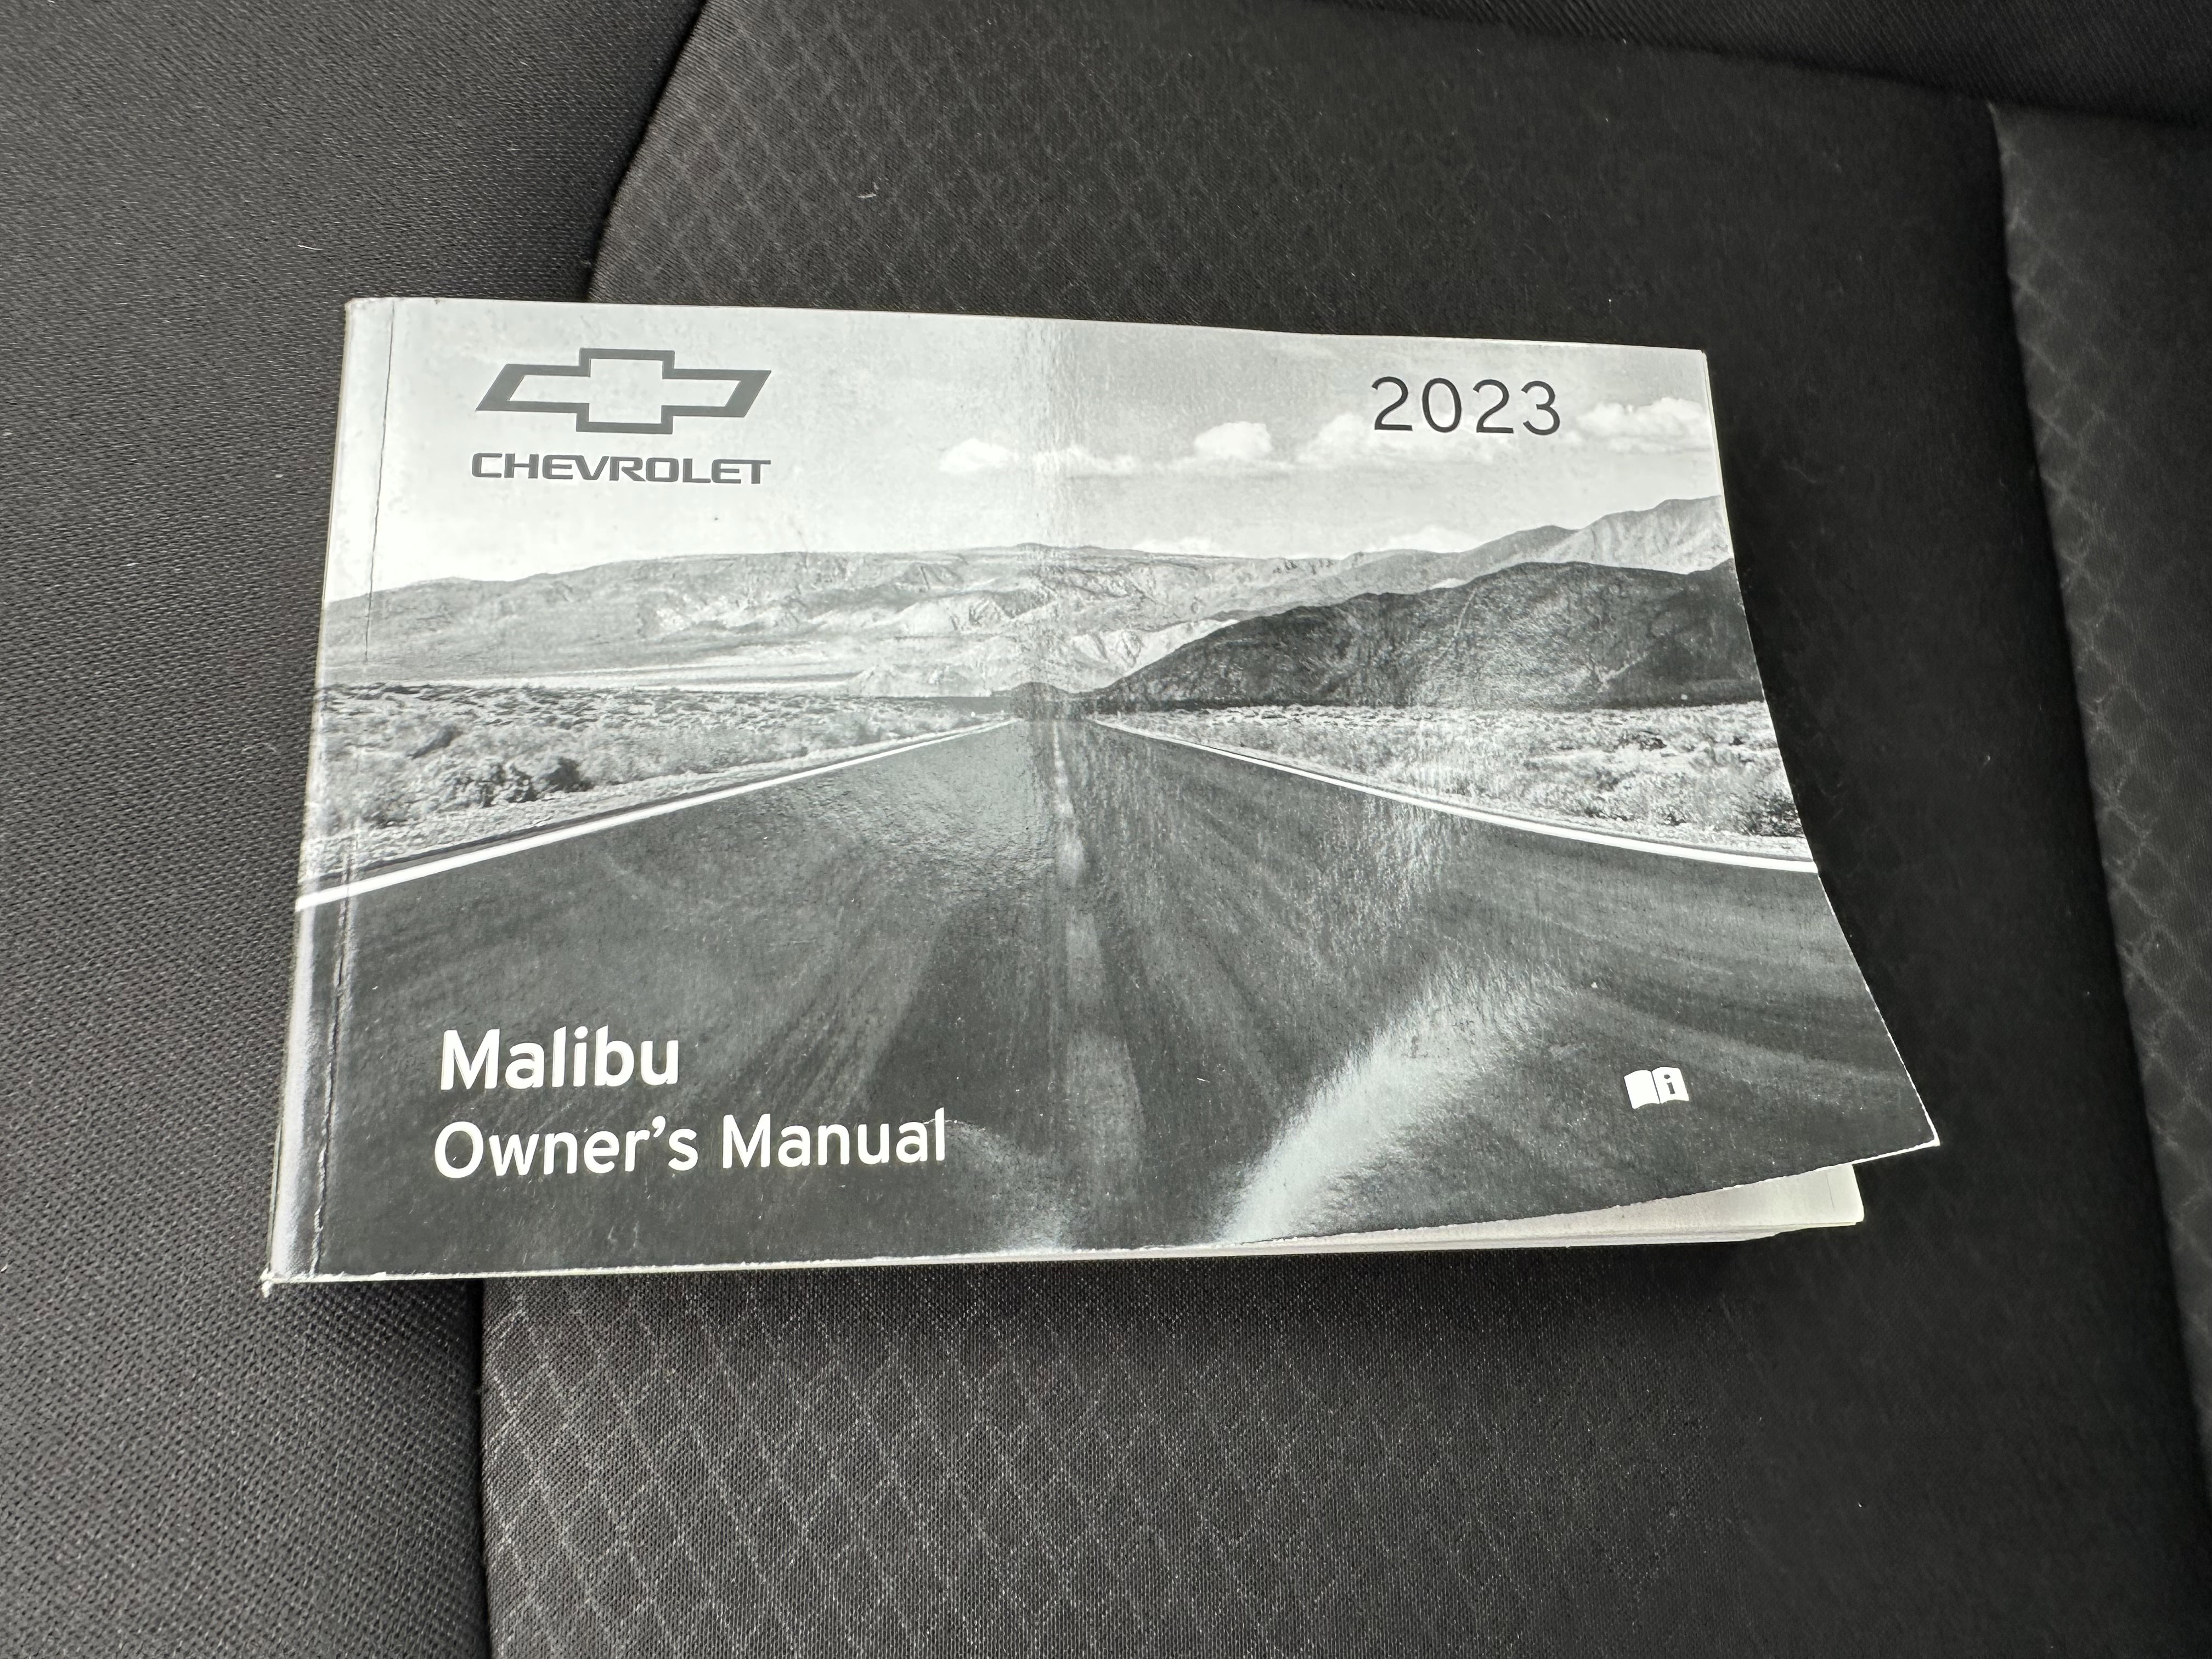 CHEVROLET
2023
Malibu
Owner's Manual
i